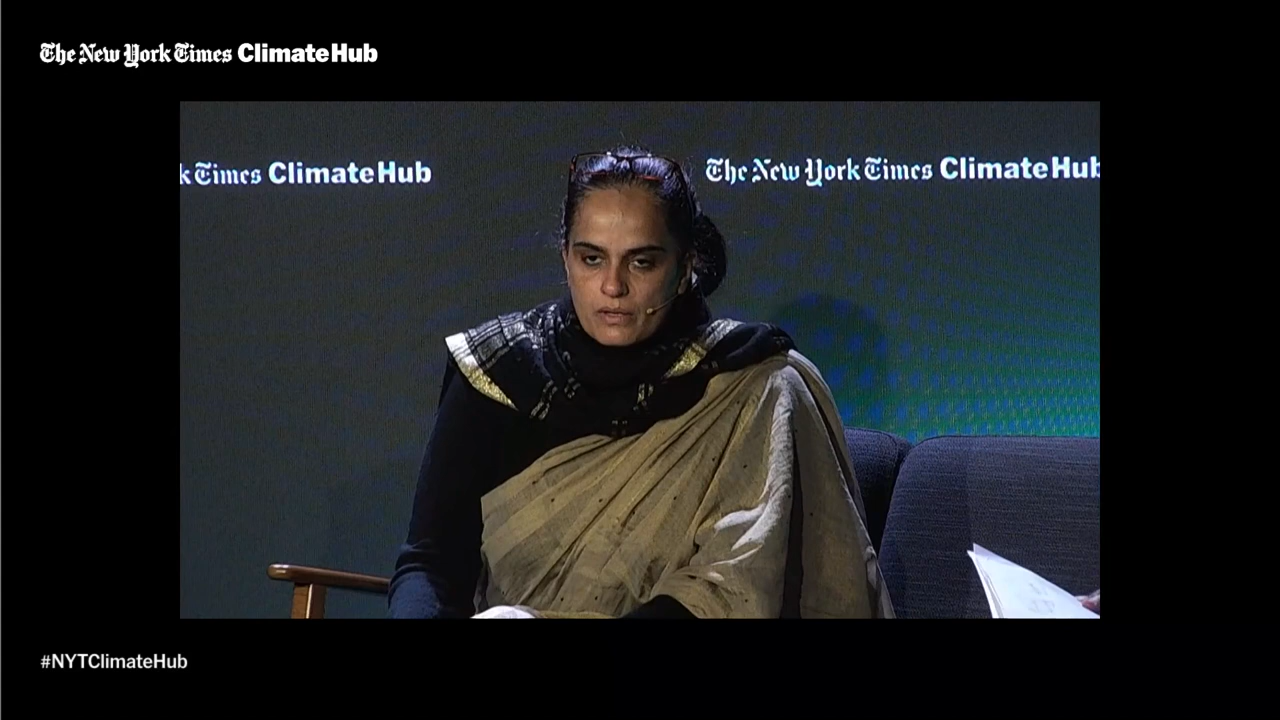 The New York Times Climate Hub
k Times Climate Hub
The New York Times Climate Hub
#NYTClimateHub